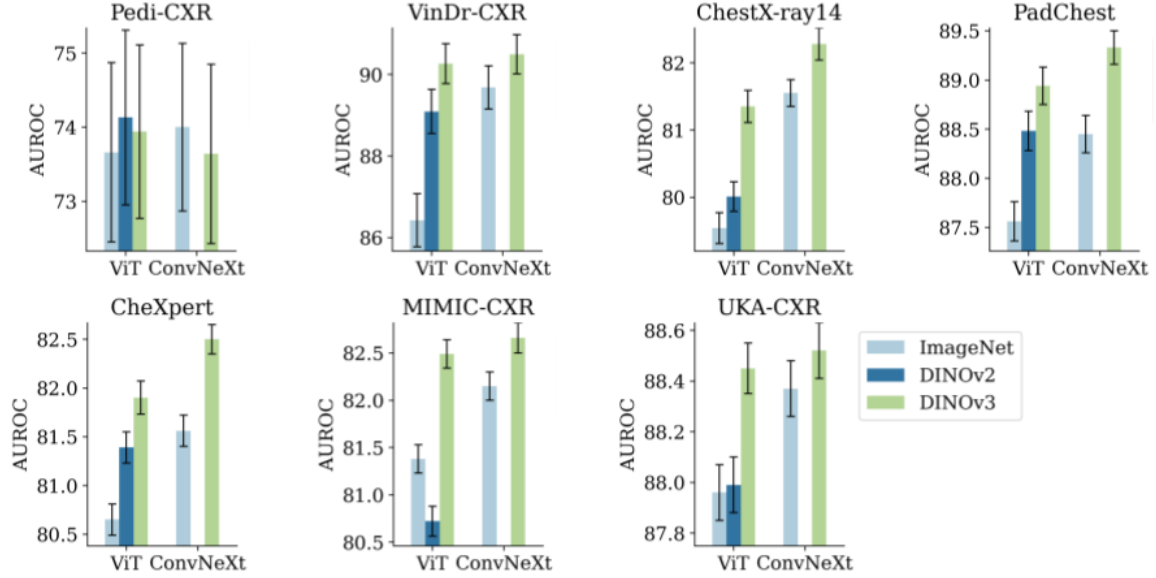 Pedi-CXR
75
74
73
AUROC
ViT ConvNeXt
VinDr-CXR
90
88
86
AUROC
ViT ConvNeXt
ChestX-ray14
82
81
80
AUROC
ViT ConvNeXt
PadChest
89.5
89.0
88.5
88.0
87.5
AUROC
ViT ConvNeXt
CheXpert
82.5
82.0
81.5
81.0
80.5
AUROC
ViT ConvNeXt
MIMIC-CXR
82.5
82.0
81.5
81.0
80.5
AUROC
ViT ConvNeXt
UKA-CXR
88.6
88.4
88.2
88.0
87.8
AUROC
ViT ConvNeXt
ImageNet
DINOv2
DINOv3